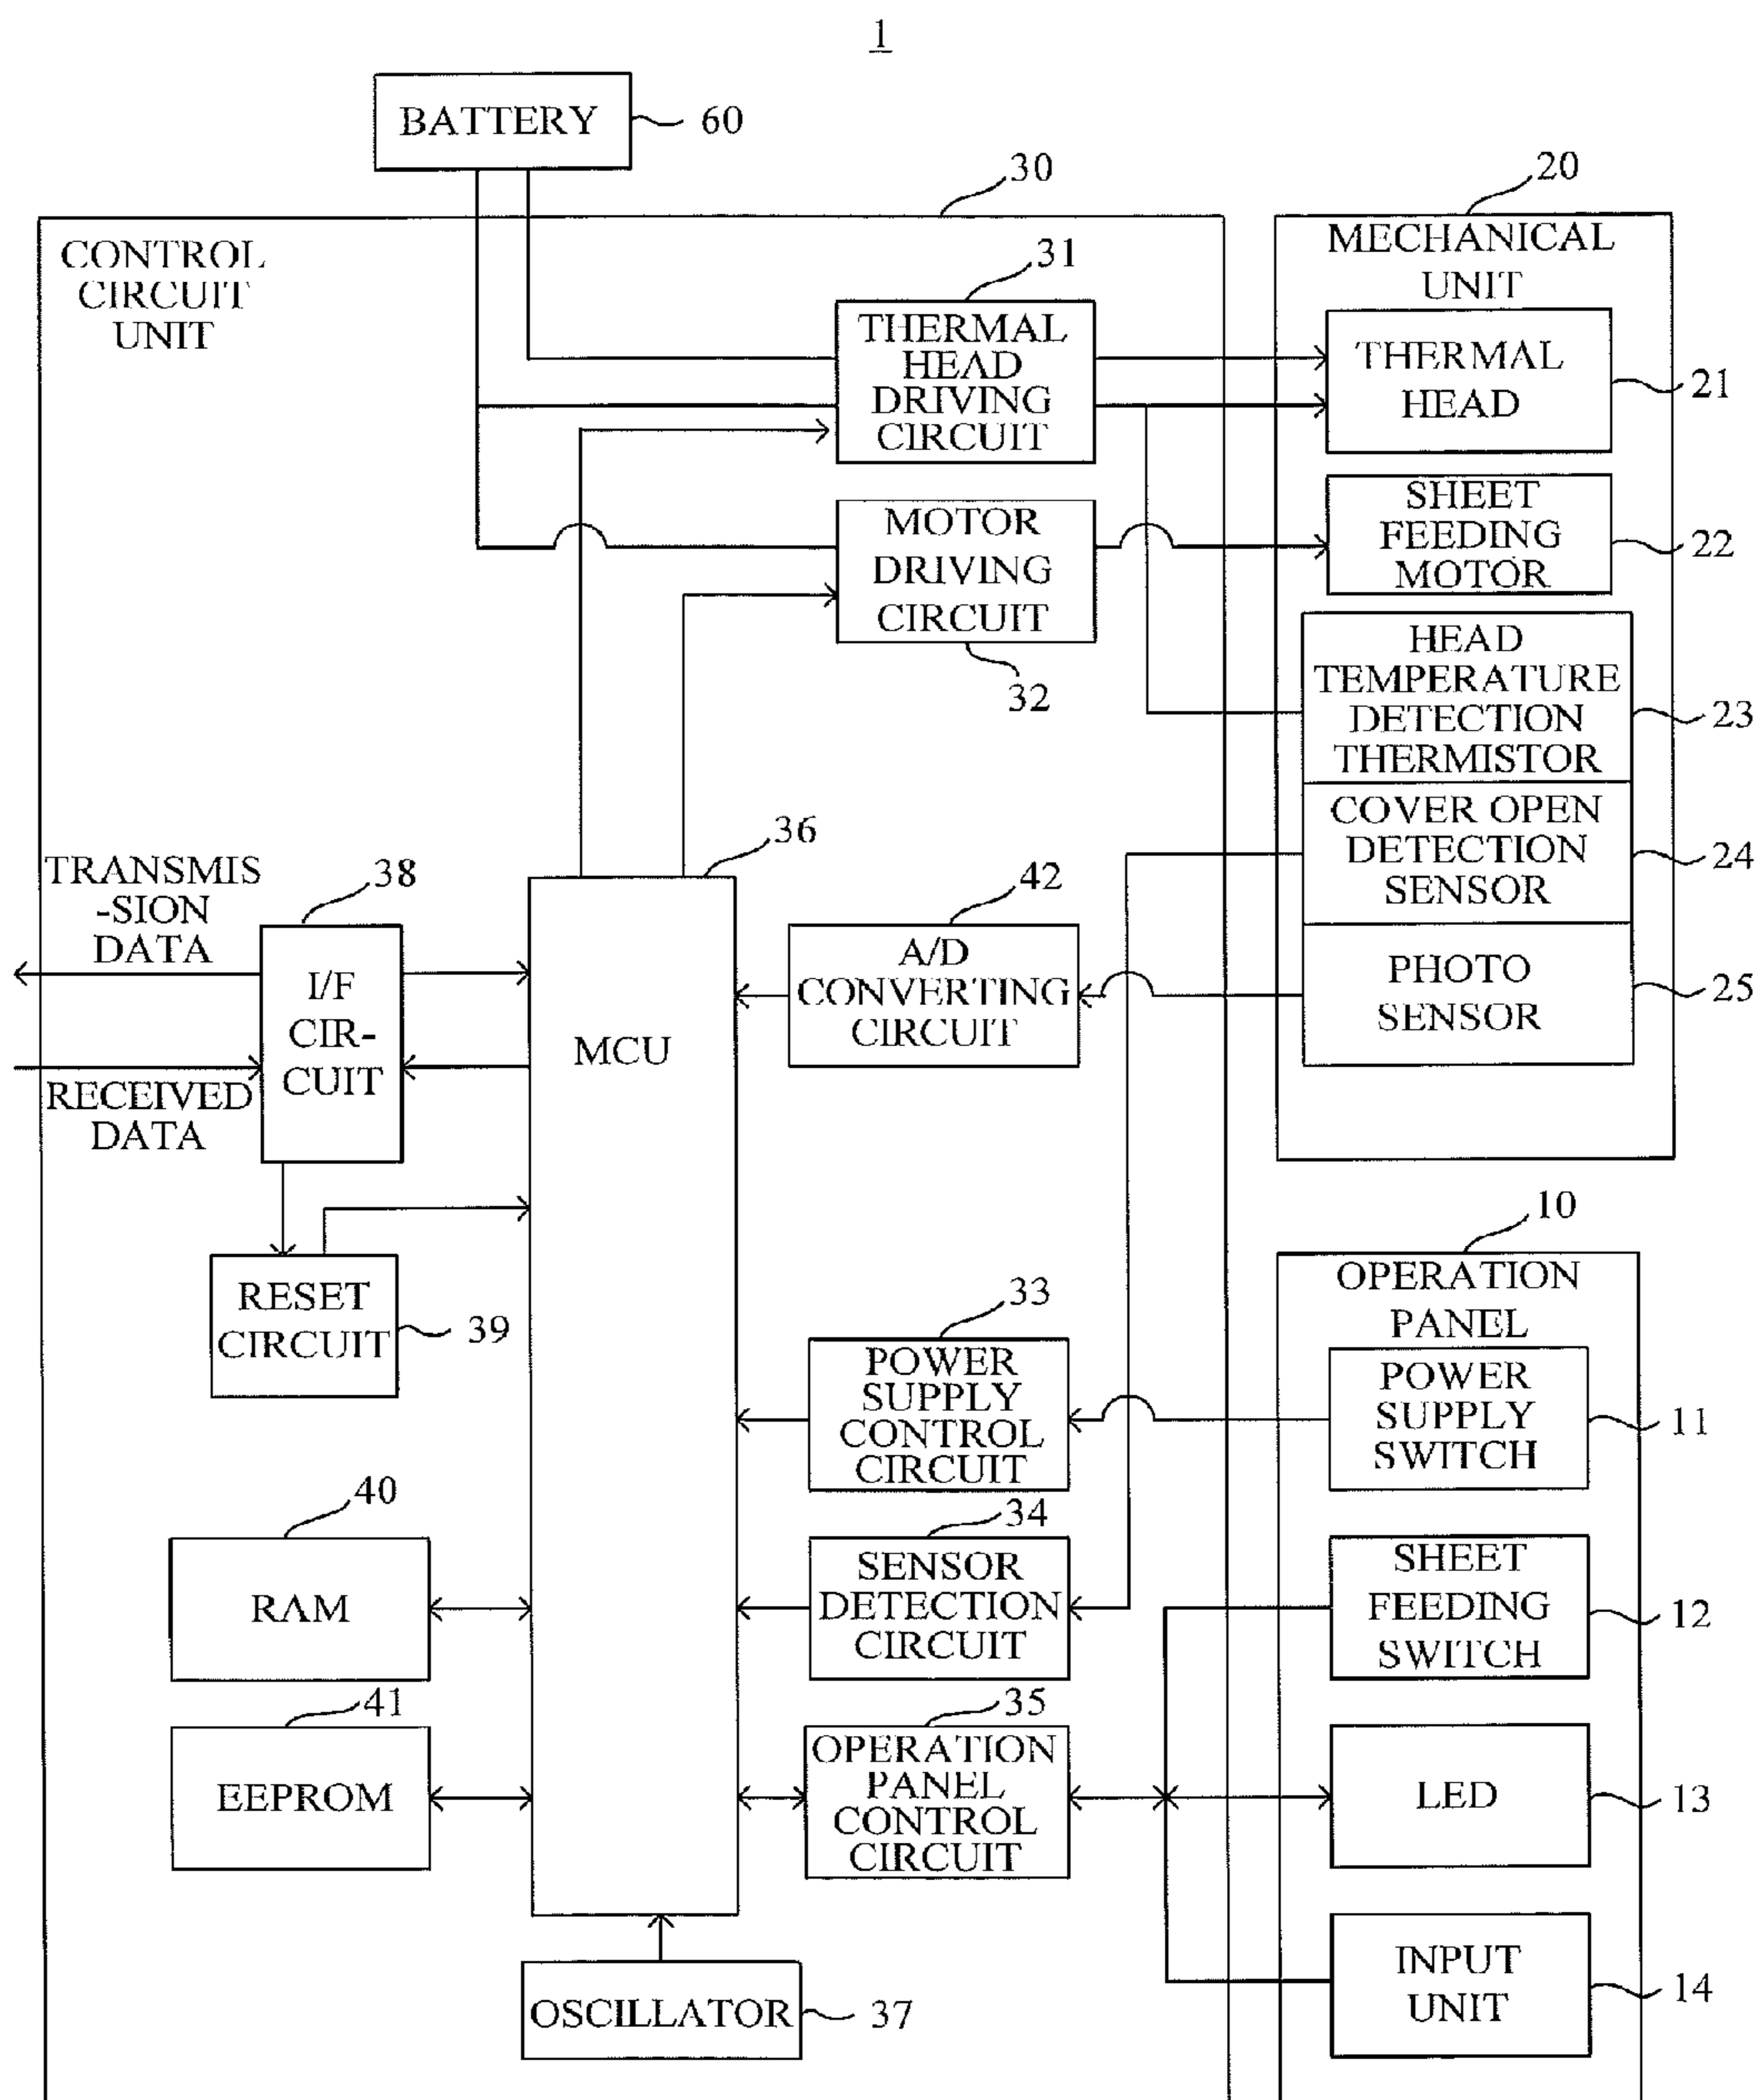 1
BATTERY
60
30
20
CONTROL
CIRCUIT
UNIT
31
MECHANICAL
UNIT
THERMAL
HEAD
DRIVING
CIRCUIT
THERMAL
HEAD
21
MOTOR
DRIVING
CIRCUIT
32
SHEET
FEEDING
MOTOR
22
HEAD
TEMPERATURE
DETECTION
THERMISTOR
23
COVER OPEN
DETECTION
SENSOR
24
PHOTO
SENSOR
25
36
42
38
TRANSMIS
-SION
DATA
I/F
CIR-
CUIT
RECEIVED
DATA
MCU
A/D
CONVERTING
CIRCUIT
RESET
CIRCUIT
39
10
OPERATION
PANEL
33
POWER
SUPPLY
CONTROL
CIRCUIT
POWER
SUPPLY
SWITCH
11
40
RAM
34
SENSOR
DETECTION
CIRCUIT
SHEET
FEEDING
SWITCH
12
41
EEPROM
35
OPERATION
PANEL
CONTROL
CIRCUIT
LED
13
OSCILLATOR
37
INPUT
UNIT
14